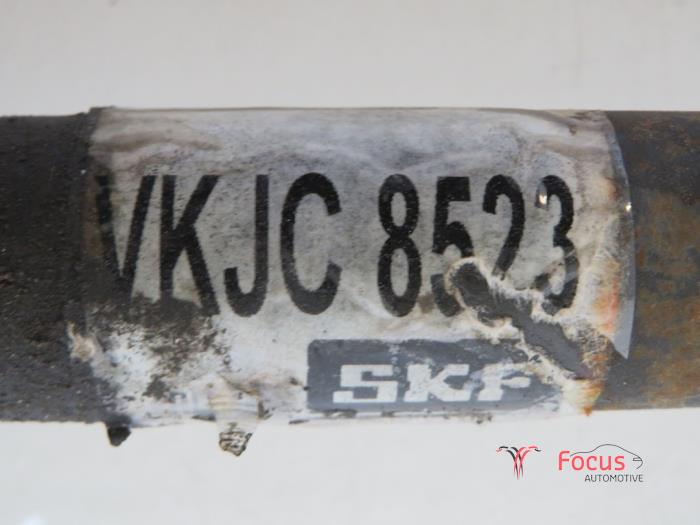 VKJC 8523
SKF
Focus
AUTOMOTIVE